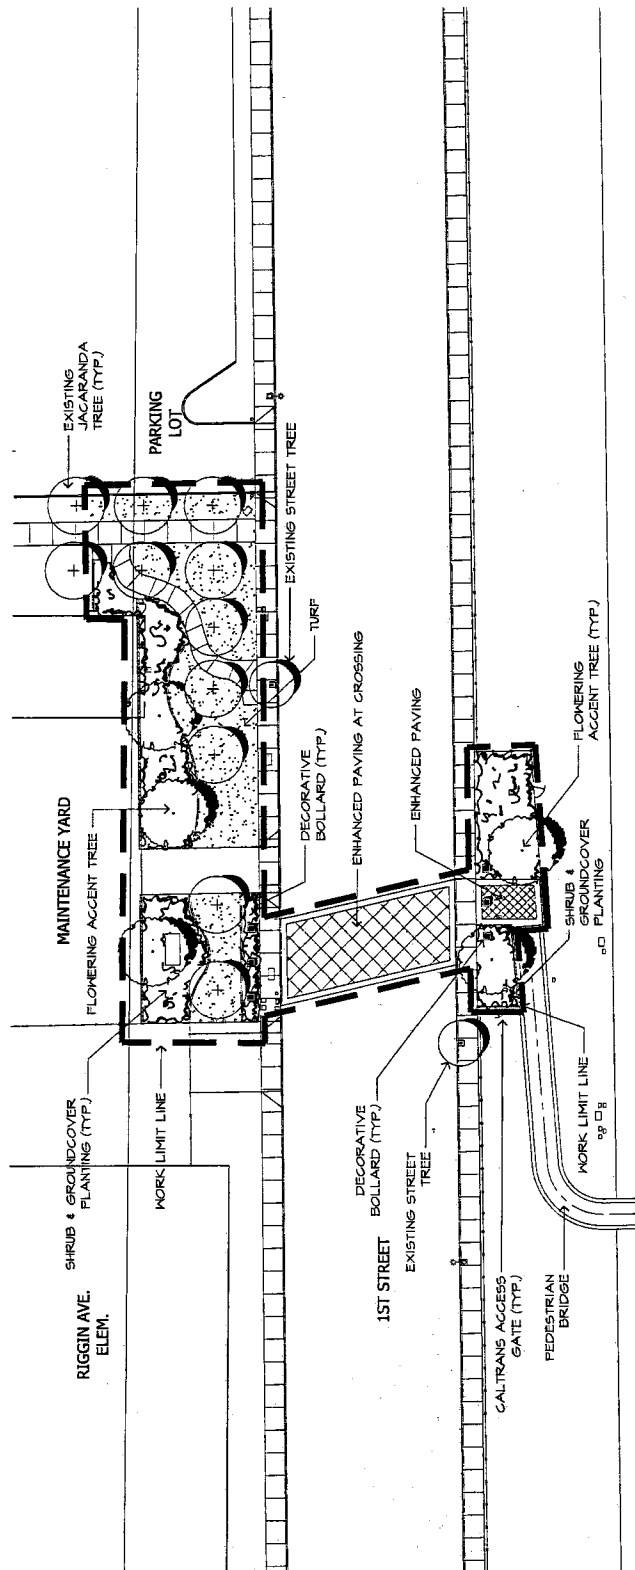 EXISTING
JACARANDA
TREE (TYP.)
PARKING
LOT
EXISTING STREET TREE
TURF
MAINTENANCE YARD
FLOWERING ACCENT TREE
DECORATIVE
BOLLARD (TYP.)
ENHANCED PAVING AT CROSSING
ENHANCED PAVING
FLOWERING
ACCENT TREE (TYP.)
SHRUB &
GROUNDCOVER
PLANTING
SHRUB & GROUNDCOVER
PLANTING (TYP.)
WORK LIMIT LINE
RIGGIN AVE.
ELEM.
DECORATIVE
BOLLARD (TYP.)
1ST STREET
EXISTING STREET
TREE
WORK LIMIT LINE
CALTRANS ACCESS
GATE (TYP.)
PEDESTRIAN
BRIDGE